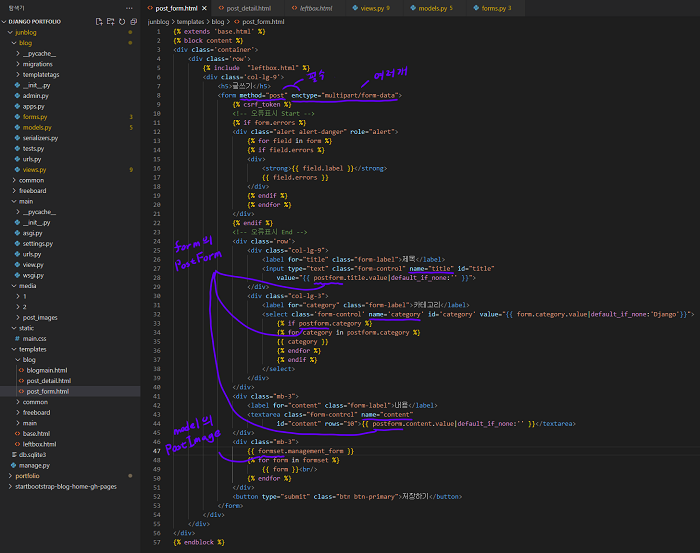 탐색기
post_form.html ×
post_detail.html
leftbox.html
views.py 9
models.py 5
forms.py 3
DJANGO PORTFOLIO
junblog > templates > blog > post_form.html
junblog
blog
__pycache__
migrations
templatetags
__init__.py
admin.py
apps.py
forms.py 3
models.py 5
serializers.py
tests.py
urls.py
views.py 9
common
freeboard
main
__pycache__
__init__.py
asgi.py
settings.py
urls.py
view.py
wsgi.py
media
1
2
post_images
static
main.css
templates
blog
blogmain.html
post_detail.html
post_form.html
common
freeboard
main
base.html
leftbox.html
db.sqlite3
manage.py
portfolio
startbootstrap-blog-home-gh-pages
1 {% extends 'base.html' %}
2 {% block content %}
3 <div class='container'>
4 <div class='row'>
5 {% include "leftbox.html" %}
6 <div class='col-lg-9'>
7 <h5>글쓰기</h5>
필수
여러개
8 <form method="post" enctype="multipart/form-data">
9 {% csrf_token %}
10 <!-- 오류표시 Start -->
11 {% if form.errors %}
12 <div class="alert alert-danger" role="alert">
13 {% for field in form %}
14 {% if field.errors %}
15 <div>
16 <strong>{{ field.label }}</strong>
17 {{ field.errors }}
18 </div>
19 {% endif %}
20 {% endfor %}
21 </div>
22 {% endif %}
23 <!-- 오류표시 End -->
24 <div class='row'>
form의
25 <div class="col-lg-9">
PostForm
26 <label for="title" class="form-label">제목</label>
27 <input type="text" class="form-control" name="title" id="title"
28 value="{{ postform.title.value|default_if_none:'' }}">
29 </div>
30 <div class="col-lg-3">
31 <label for="category" class="form-label">카테고리</label>
32 <select class='form-control' name='category' id='category' value="{{ form.category.value|default_if_none:'Django'}}">
33 {% if postform.category %}
34 {% for category in postform.category %}
35 {{ category }}
36 {% endfor %}
37 {% endif %}
38 </select>
39 </div>
40 </div>
41 <div class="mb-3">
42 <label for="content" class="form-label">내용</label>
43 <textarea class="form-control" name="content"
44 id="content" rows="10">{{ postform.content.value|default_if_none:'' }}</textarea>
model의
45 </div>
PostImage
46 <div class="mb-3">
47 {{ formset.management_form }}
48 {% for form in formset %}
49 {{ form }}<br/>
50 {% endfor %}
51 </div>
52 <button type="submit" class="btn btn-primary">저장하기</button>
53 </form>
54 </div>
55 </div>
56 </div>
57 {% endblock %}